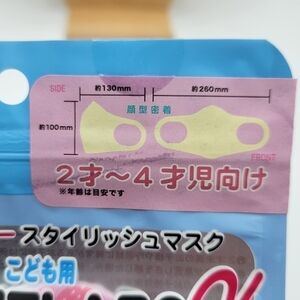 SIDE 約130mm 約260mm
顔型密着
約100mm
FRONT
2才～4才児向け
※年齢は目安です
スタイリッシュマスク
こども用